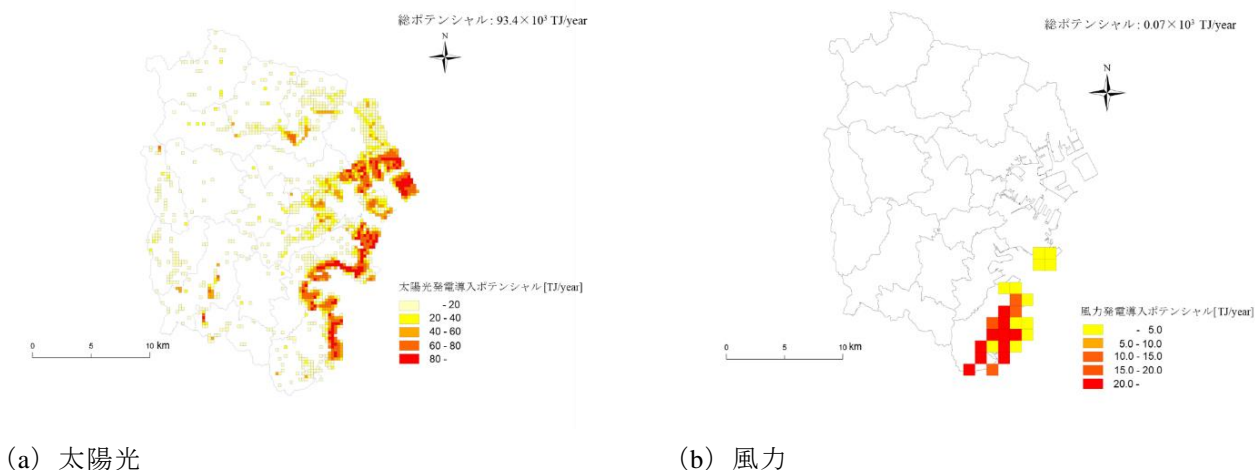 総ポテンシャル: 93.4×10³ TJ/year
N
太陽光発電導入ポテンシャル[TJ/year]
- 20
20 - 40
40 - 60
60 - 80
80 -
0 5 10 km
(a) 太陽光
総ポテンシャル: 0.07×10³ TJ/year
N
風力発電導入ポテンシャル[TJ/year]
- 5.0
5.0 - 10.0
10.0 - 15.0
15.0 - 20.0
20.0 -
0 5 10 km
(b) 風力